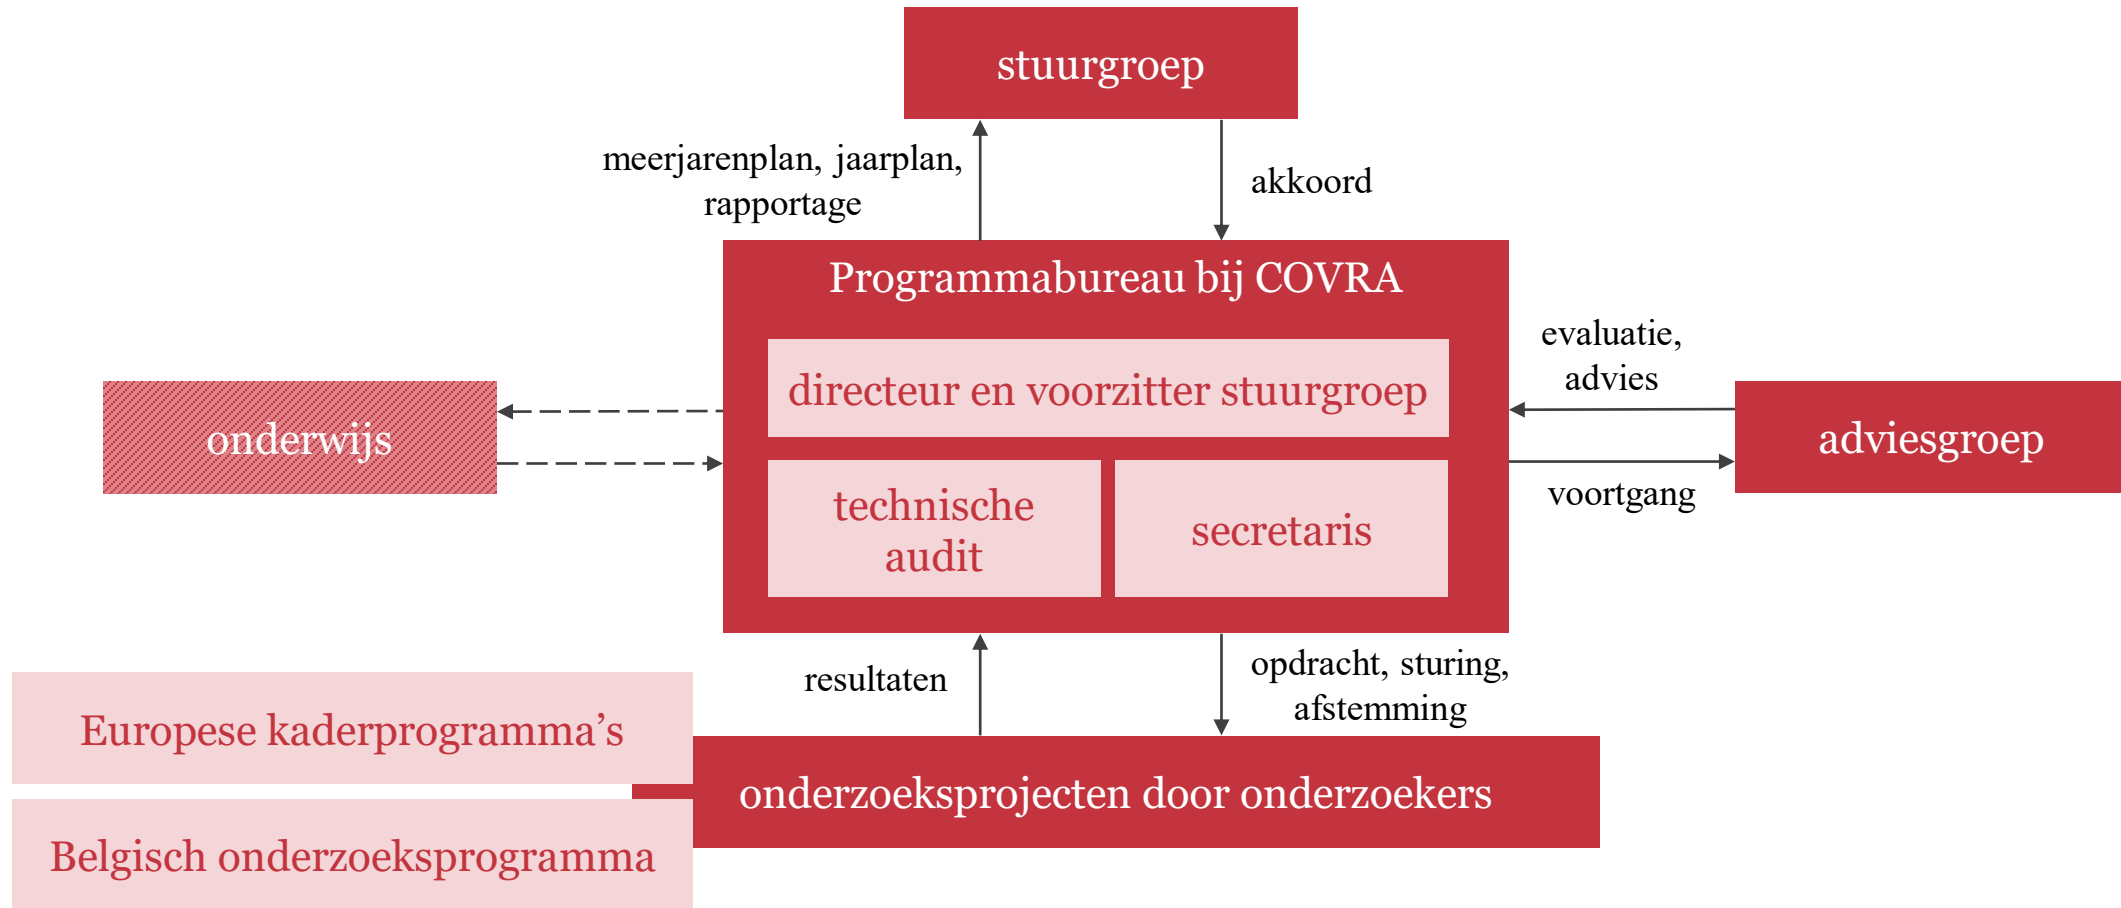 stuurgroep
meerjarenplan, jaarplan,
rapportage
akkoord
Programmabureau bij COVRA
directeur en voorzitter stuurgroep
technische
audit
secretaris
onderwijs
evaluatie,
advies
adviesgroep
voortgang
resultaten
opdracht, sturing,
afstemming
Europese kaderprogramma’s
onderzoeksprojecten door onderzoekers
Belgisch onderzoeksprogramma